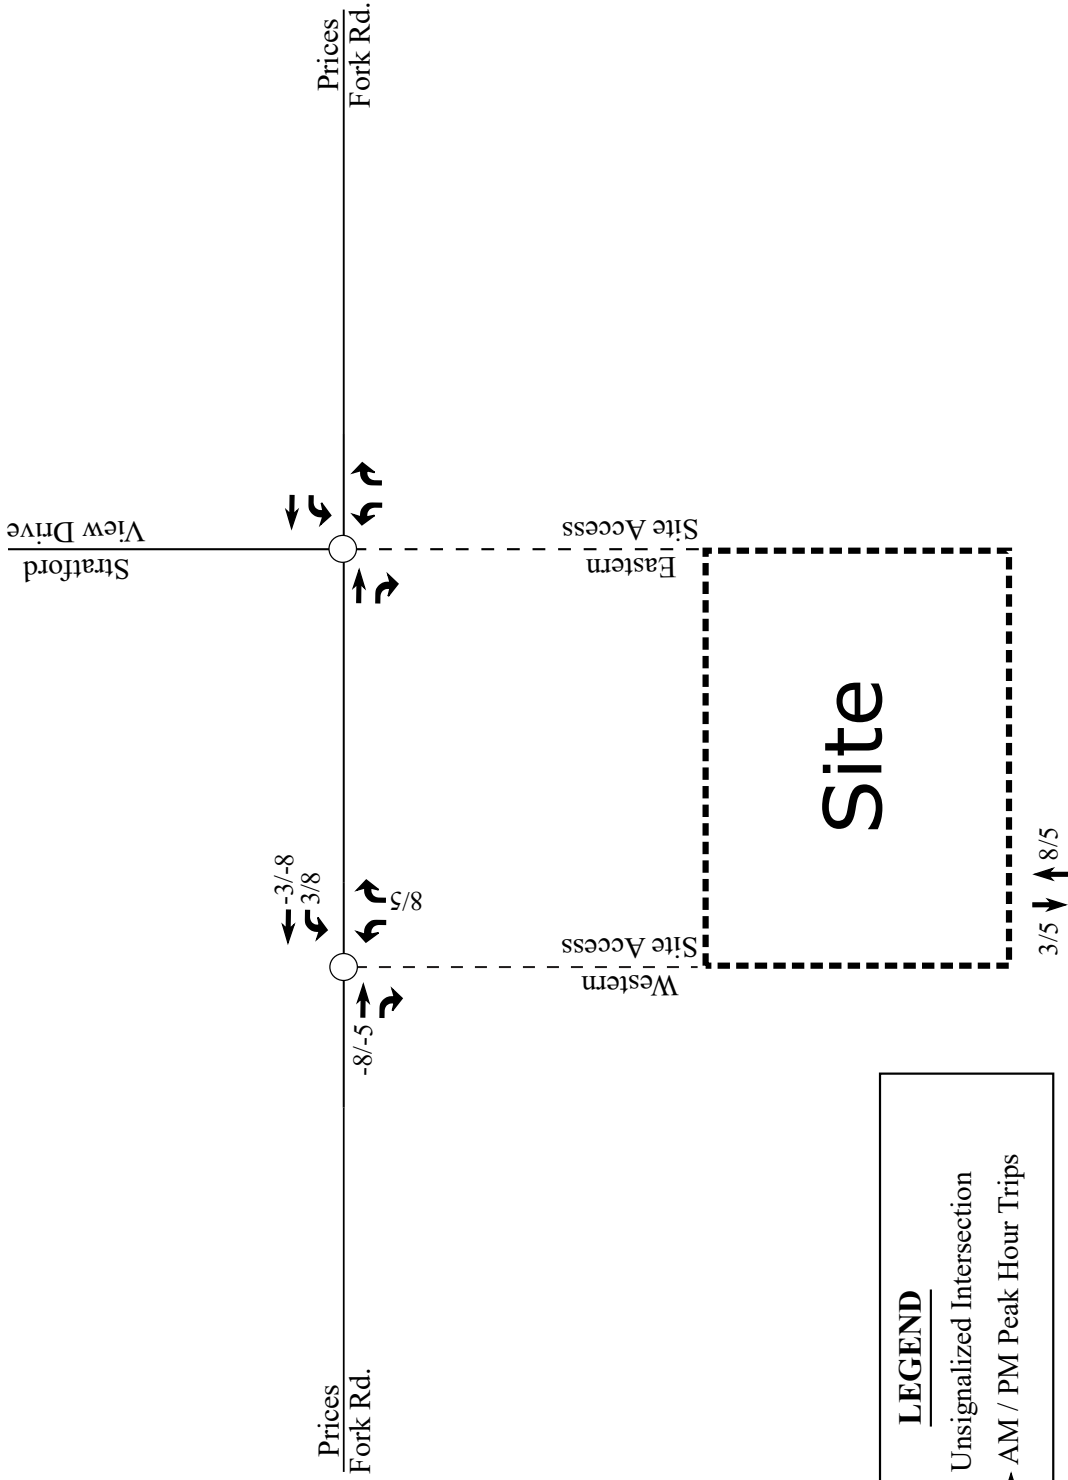 Prices
Fork Rd.
Stratford
View Drive
-3/-8
3/8
8/5
-8/-5
Western
Site Access
Eastern
Site Access
Prices
Fork Rd.
Site
3/5
8/5
LEGEND
Unsignalized Intersection
AM / PM Peak Hour Trips